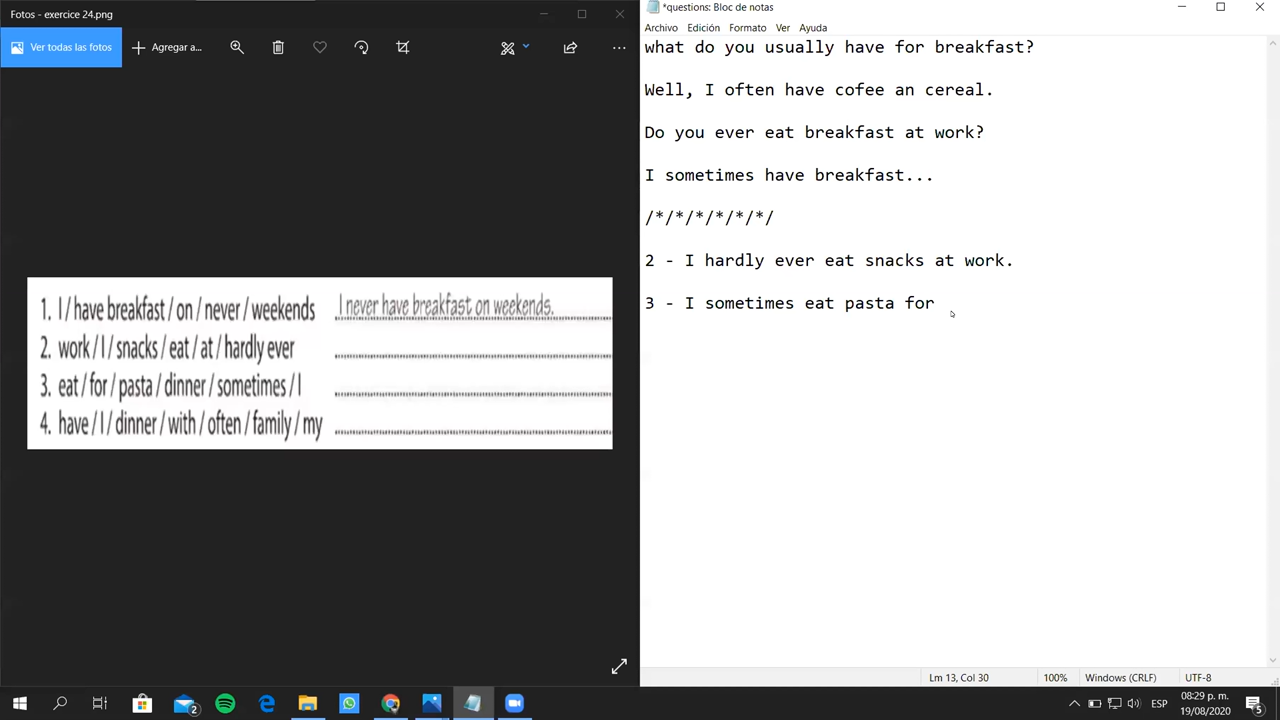 Fotos - exercice 24.png
Ver todas las fotos
Agregar a...
1. I / have breakfast / on / never / weekends
I never have breakfast on weekends.
2. work / I / snacks / eat / at / hardly ever
3. eat / for / pasta / dinner / sometimes / I
4. have / I / dinner / with / often / family / my
*questions: Bloc de notas
Archivo Edición Formato Ver Ayuda
what do you usually have for breakfast?
Well, I often have cofee an cereal.
Do you ever eat breakfast at work?
I sometimes have breakfast...
/*/*/*/*/*/*/
2 - I hardly ever eat snacks at work.
3 - I sometimes eat pasta for
Lm 13, Col 30
100%
Windows (CRLF)
UTF-8
2
ESP
08:29 p. m.
19/08/2020
5